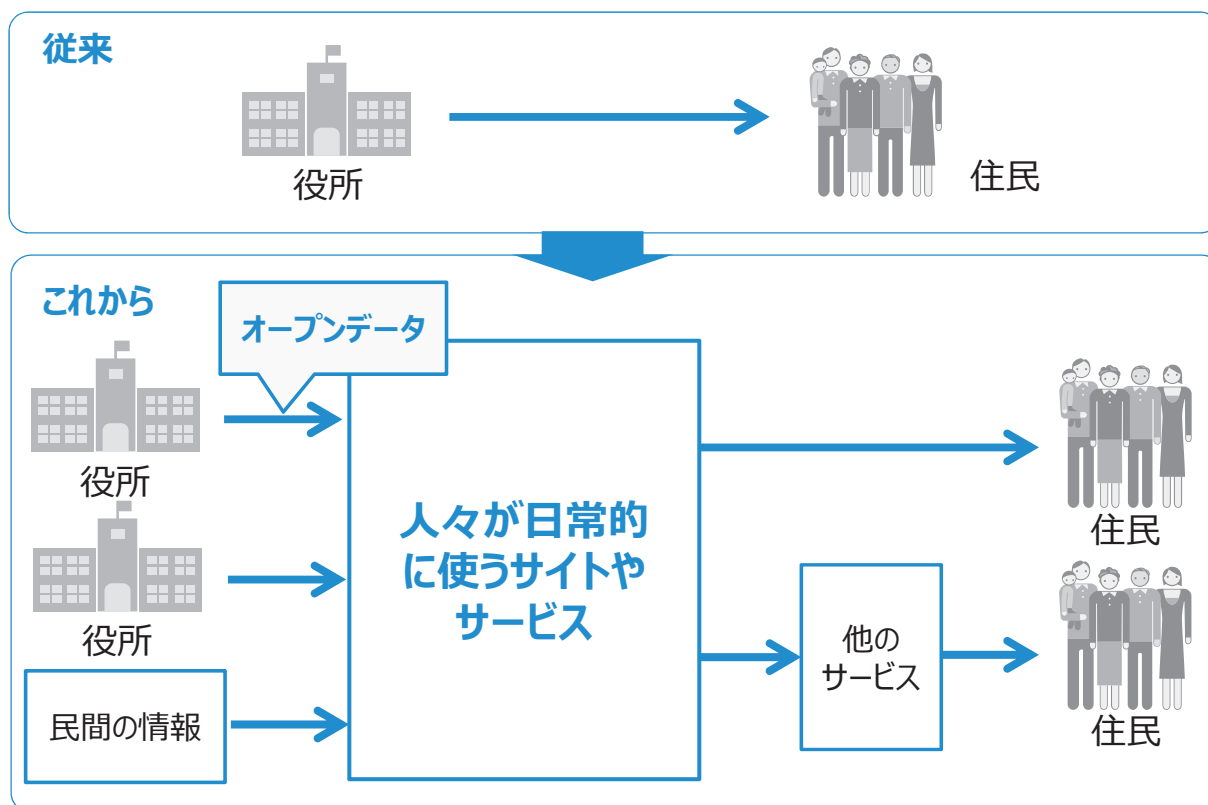 従来
役所
住民
これから
オープンデータ
役所
役所
民間の情報
人々が日常的
に使うサイトや
サービス
他の
サービス
住民
住民